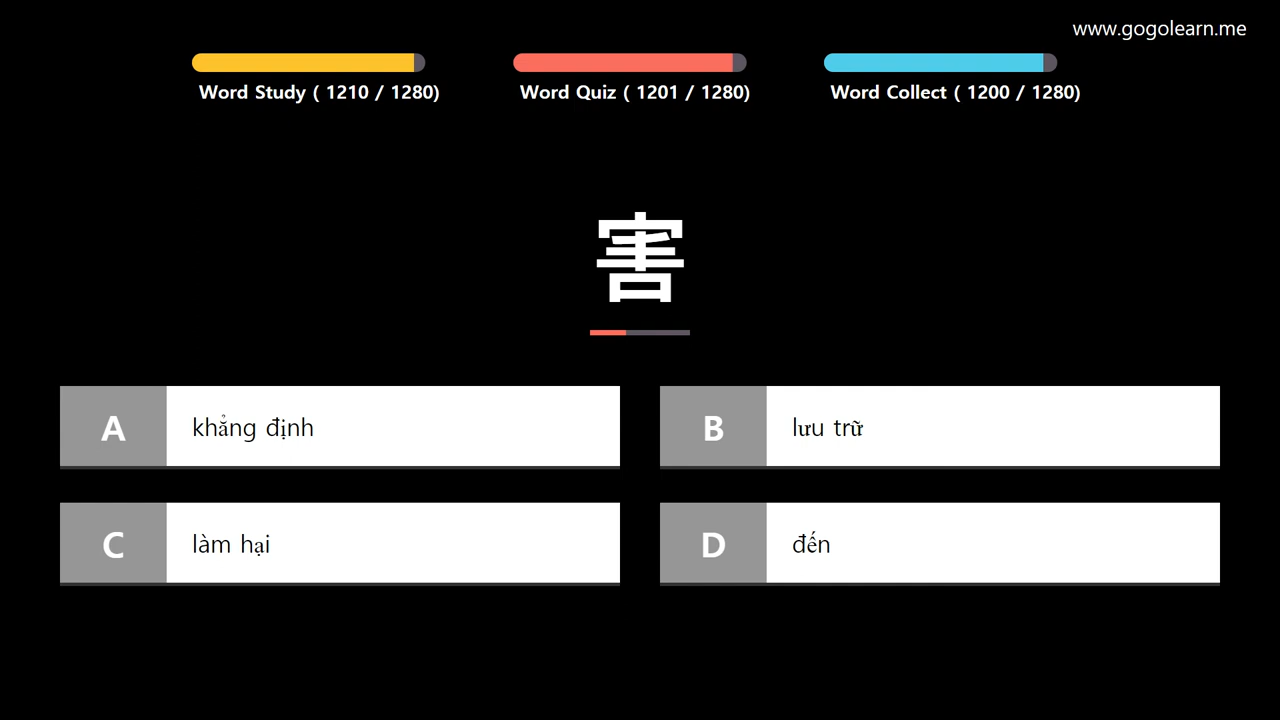 www.gogolearn.me
Word Study ( 1210 / 1280)
Word Quiz ( 1201 / 1280)
Word Collect ( 1200 / 1280)
害
A khẳng định
B lưu trữ
C làm hại
D đến